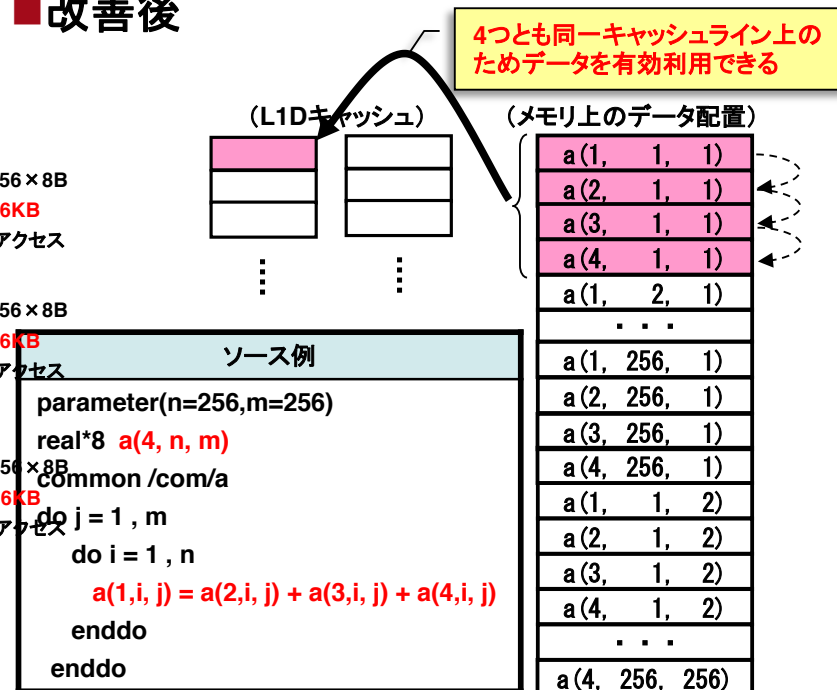 ■改善後
4つとも同一キャッシュライン上の
ためデータを有効利用できる
(L1Dキャッシュ)
(メモリ上のデータ配置)
56×8B
6KB
アクセス
56×8B
6KB
アクセス
56×8B
6KB
アクセス
a(1, 1, 1)
a(2, 1, 1)
a(3, 1, 1)
a(4, 1, 1)
a(1, 2, 1)
・・・
a(1, 256, 1)
a(2, 256, 1)
a(3, 256, 1)
a(4, 256, 1)
a(1, 1, 2)
a(2, 1, 2)
a(3, 1, 2)
a(4, 1, 2)
・・・
a(4, 256, 256)
ソース例
parameter(n=256,m=256)
real*8 a(4, n, m)
common /com/a
do j = 1 , m
do i = 1 , n
a(1,i, j) = a(2,i, j) + a(3,i, j) + a(4,i, j)
enddo
enddo